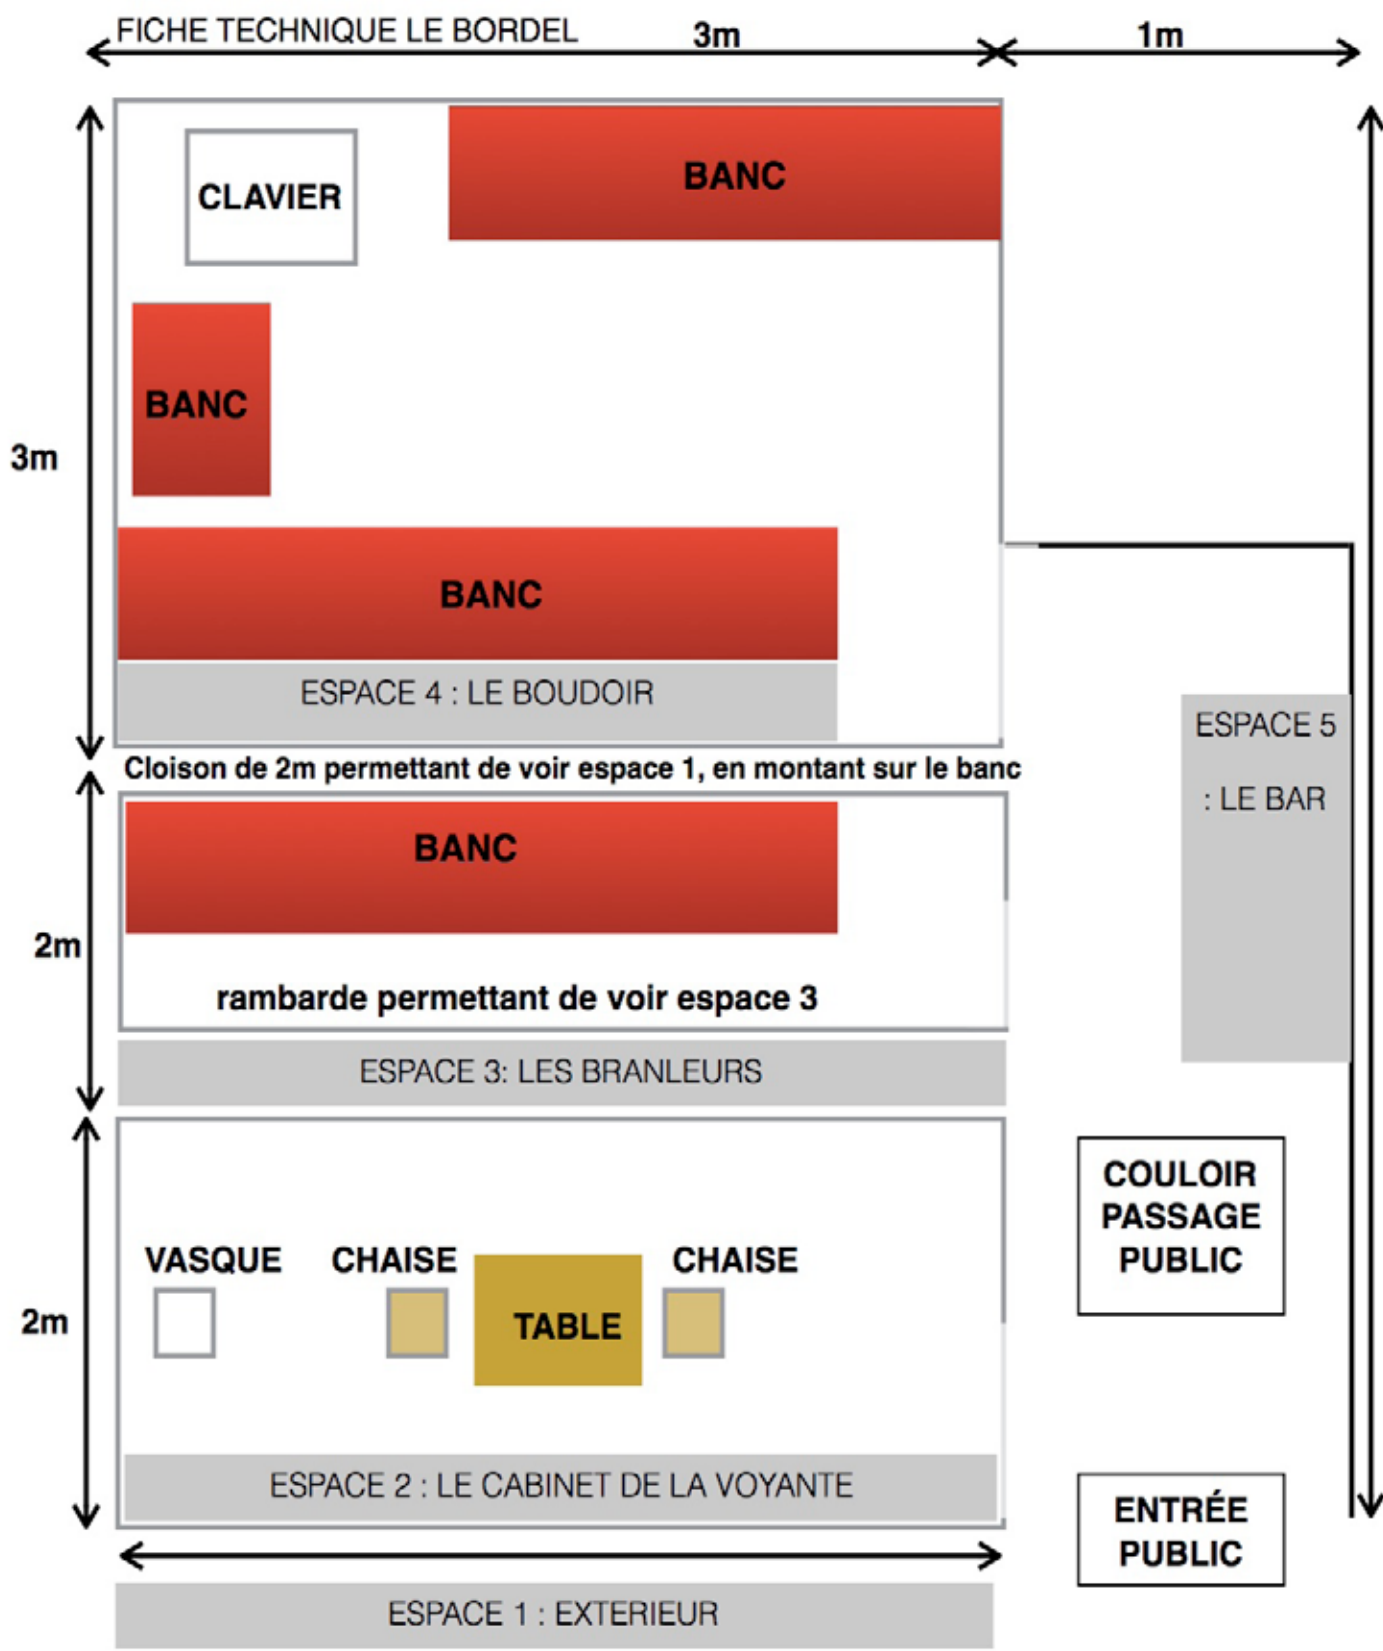 FICHE TECHNIQUE LE BORDEL
3m
1m
CLAVIER
BANC
BANC
3m
BANC
ESPACE 4 : LE BOUDOIR
ESPACE 5
: LE BAR
Cloison de 2m permettant de voir espace 1, en montant sur le banc
BANC
2m
rambarde permettant de voir espace 3
ESPACE 3: LES BRANLEURS
COULOIR
PASSAGE
PUBLIC
VASQUE
CHAISE
CHAISE
2m
TABLE
ESPACE 2 : LE CABINET DE LA VOYANTE
ENTRÉE
PUBLIC
ESPACE 1 : EXTERIEUR